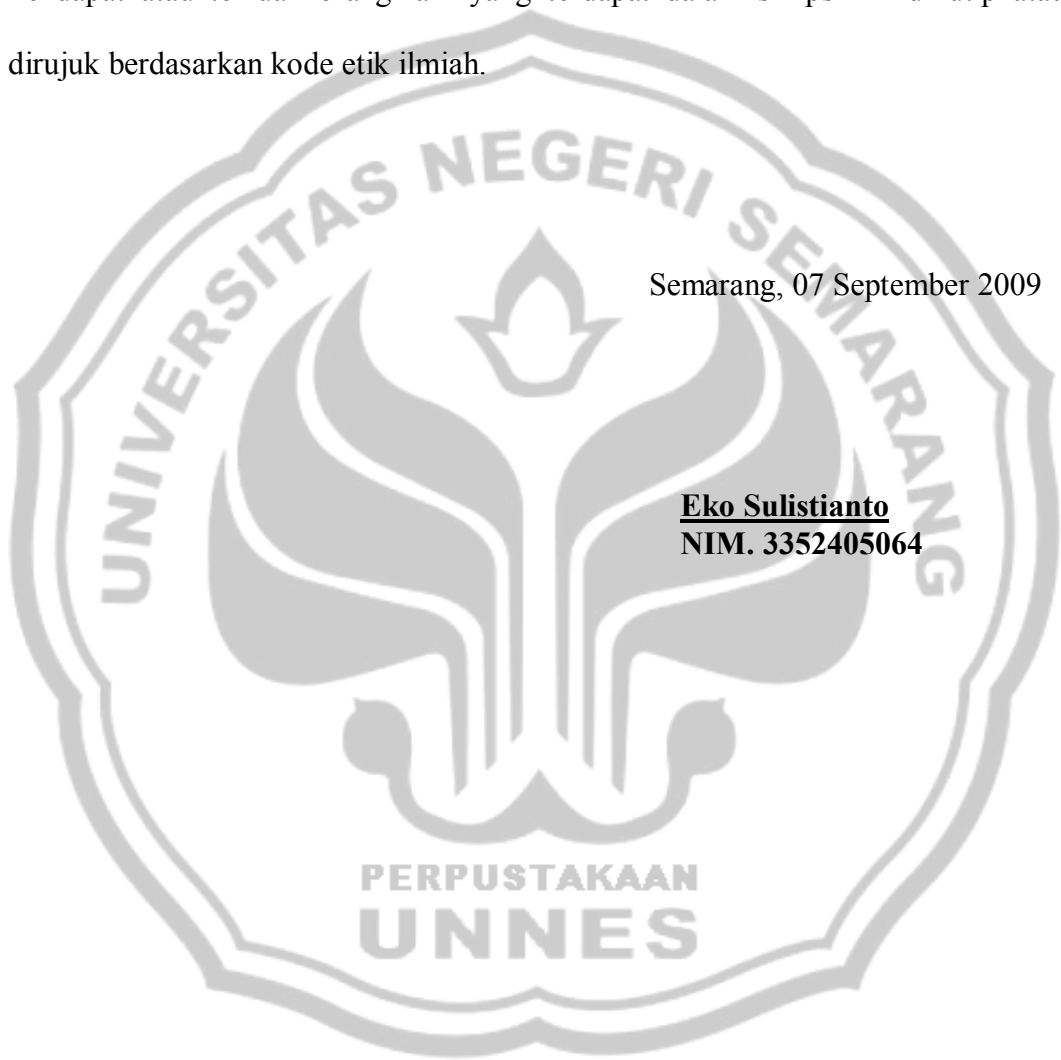 dirujuk berdasarkan kode etik ilmiah.
UNIVERSITAS NEGERI SEMARANG
Semarang, 07 September 2009
Eko Sulistianto
NIM. 3352405064
PERPUSTAKAAN
UNNES